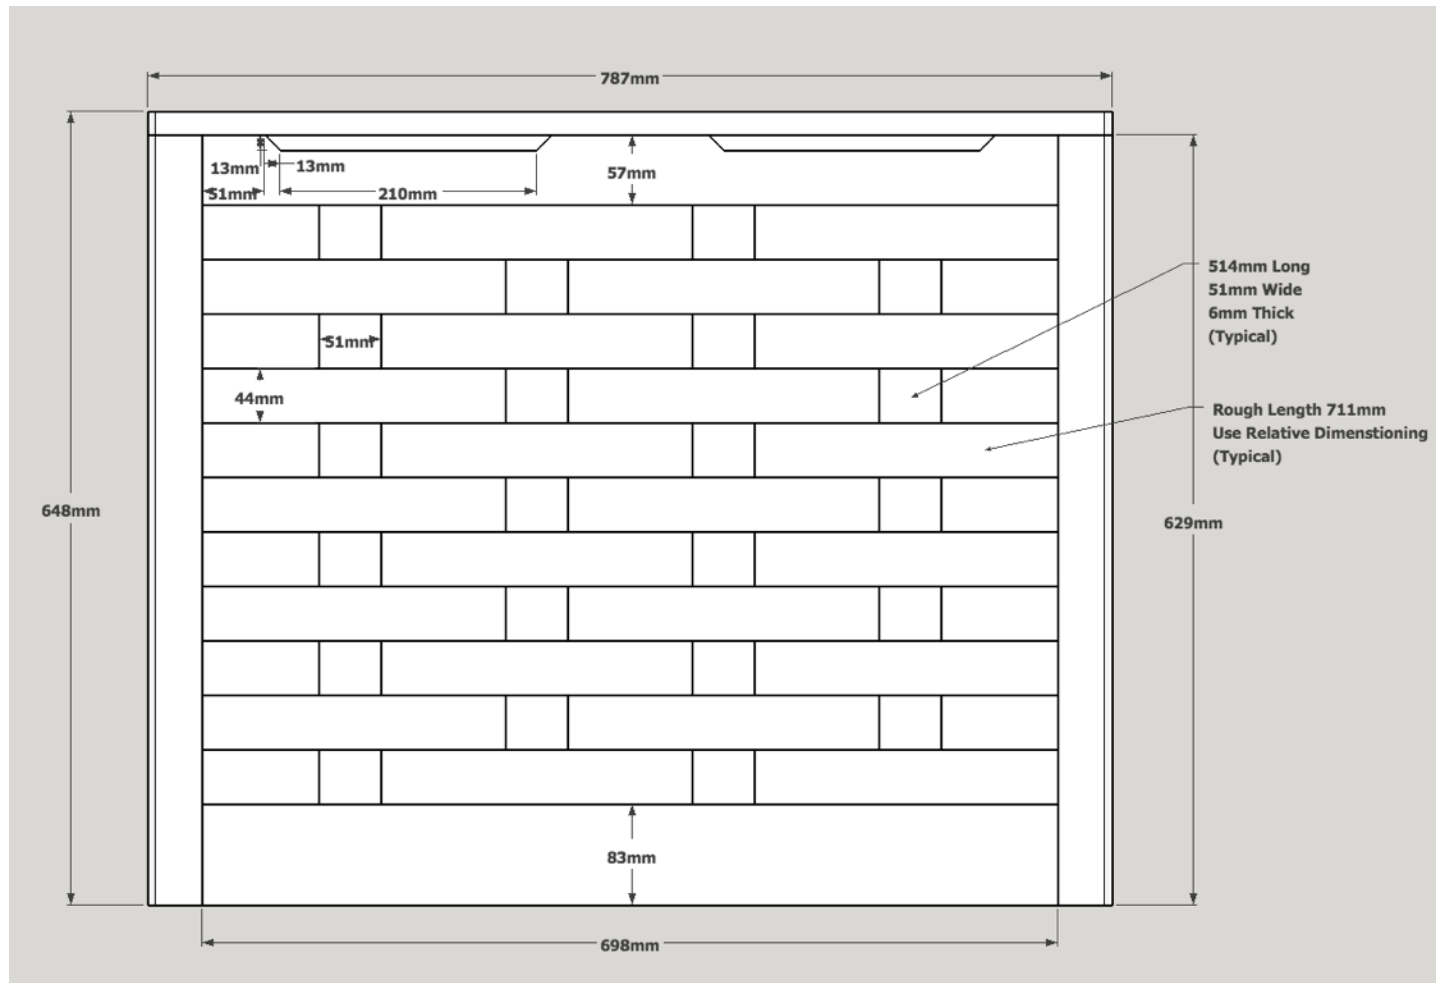 787mm
13mm
13mm
57mm
51mm
210mm
514mm Long
51mm Wide
6mm Thick
(Typical)
51mm
44mm
Rough Length 711mm
Use Relative Dimenstioning
(Typical)
648mm
629mm
83mm
698mm